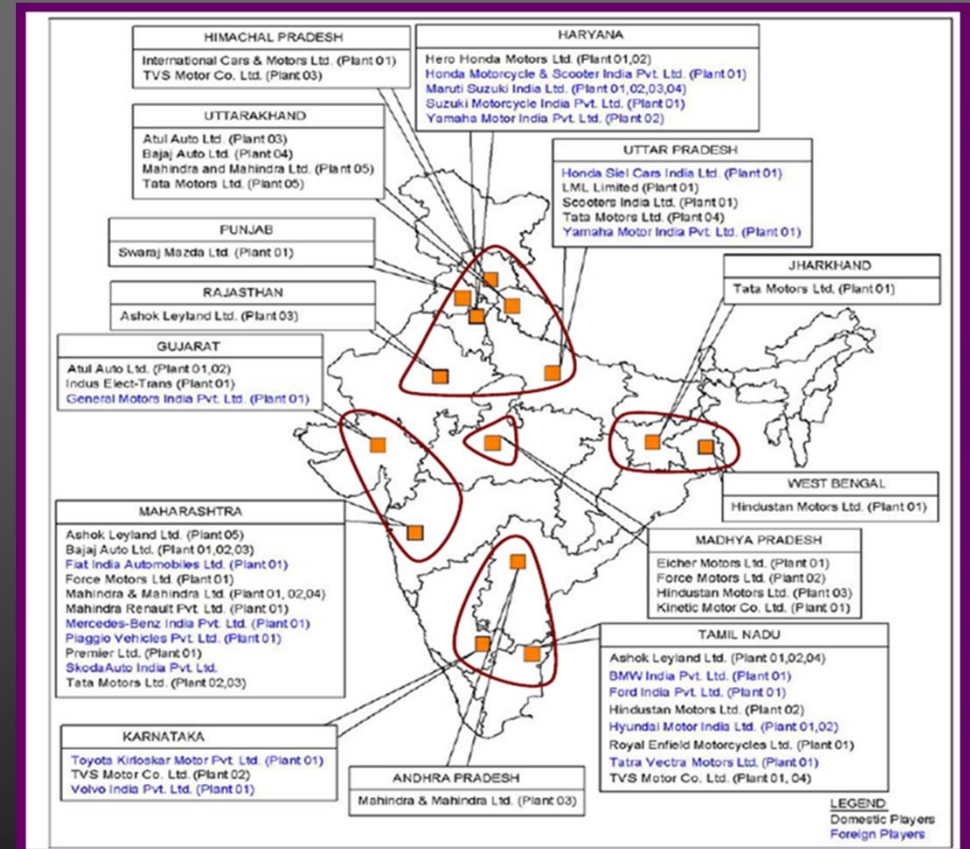 HIMACHAL PRADESH
International Cars & Motors Ltd. (Plant 01)
TVS Motor Co. Ltd. (Plant 03)
HARYANA
Hero Honda Motors Ltd. (Plant 01,02)
Honda Motorcycle & Scooter India Pvt. Ltd. (Plant 01)
Maruti Suzuki India Ltd. (Plant 01,02,03,04)
Suzuki Motorcycle India Pvt. Ltd. (Plant 01)
Yamaha Motor India Pvt. Ltd. (Plant 02)
UTTARAKHAND
Atul Auto Ltd. (Plant 03)
Bajaj Auto Ltd. (Plant 04)
Mahindra and Mahindra Ltd. (Plant 05)
Tata Motors Ltd. (Plant 05)
UTTAR PRADESH
Honda Siel Cars India Ltd. (Plant 01)
LML Limited (Plant 01)
Scooters India Ltd. (Plant 01)
Tata Motors Ltd. (Plant 04)
Yamaha Motor India Pvt. Ltd. (Plant 01)
PUNJAB
Swaraj Mazda Ltd. (Plant 01)
JHARKHAND
Tata Motors Ltd. (Plant 01)
RAJASTHAN
Ashok Leyland Ltd. (Plant 03)
GUJARAT
Atul Auto Ltd. (Plant 01,02)
Indus Elect-Trans (Plant 01)
General Motors India Pvt. Ltd. (Plant 01)
WEST BENGAL
Hindustan Motors Ltd. (Plant 01)
MAHARASHTRA
Ashok Leyland Ltd. (Plant 05)
Bajaj Auto Ltd. (Plant 01,02,03)
Fiat India Automobiles Ltd. (Plant 01)
Force Motors Ltd. (Plant 01)
Mahindra & Mahindra Ltd. (Plant 01, 02,04)
Mahindra Renault Pvt. Ltd. (Plant 01)
Mercedes-Benz India Pvt. Ltd. (Plant 01)
Piaggio Vehicles Pvt. Ltd. (Plant 01)
Premier Ltd. (Plant 01)
SkodaAuto India Pvt. Ltd.
Tata Motors Ltd. (Plant 02,03)
MADHYA PRADESH
Eicher Motors Ltd. (Plant 01)
Force Motors Ltd. (Plant 02)
Hindustan Motors Ltd. (Plant 03)
Kinetic Motor Co. Ltd. (Plant 01)
TAMIL NADU
Ashok Leyland Ltd. (Plant 01,02,04)
BMW India Pvt. Ltd. (Plant 01)
Ford India Pvt. Ltd. (Plant 01)
Hindustan Motors Ltd. (Plant 02)
Hyundai Motor India Ltd. (Plant 01,02)
Royal Enfield Motorcycles Ltd. (Plant 01)
Tatra Vectra Motors Ltd. (Plant 01)
TVS Motor Co. Ltd. (Plant 01, 04)
KARNATAKA
Toyota Kirloskar Motor Pvt. Ltd. (Plant 01)
TVS Motor Co. Ltd. (Plant 02)
Volvo India Pvt. Ltd. (Plant 01)
ANDHRA PRADESH
Mahindra & Mahindra Ltd. (Plant 03)
LEGEND
Domestic Players
Foreign Players